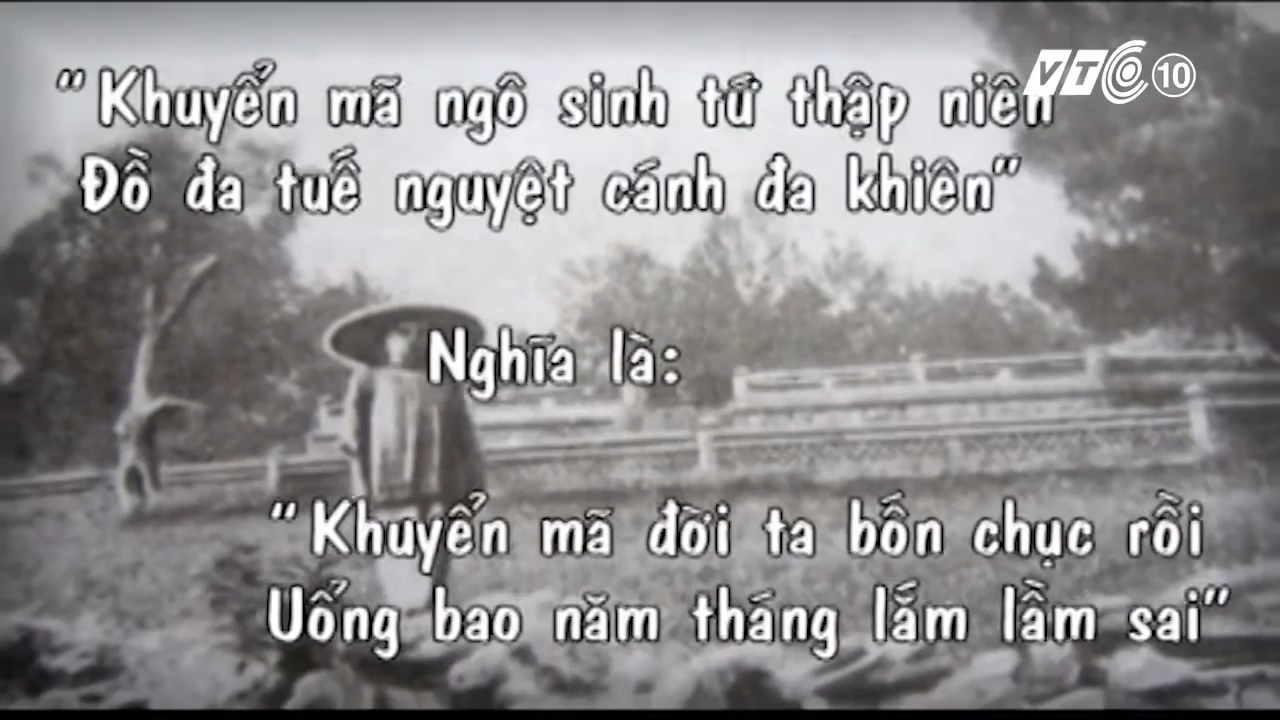 VTC10
“Khuyển mã ngô sinh tứ thập niên
Đồ đa tuế nguyệt cánh đa khiên”
Nghĩa là:
“Khuyển mã đời ta bốn chục rồi
Uổng bao năm tháng lắm lầm sai”